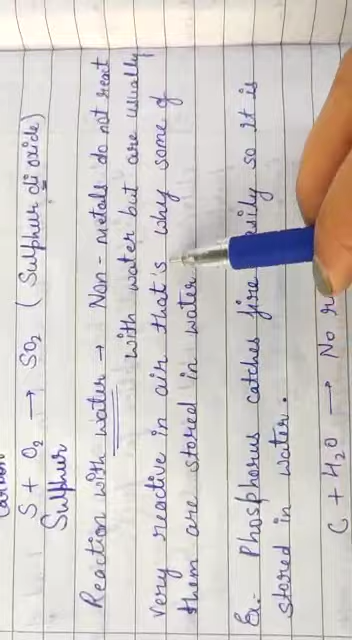 Carbon
S + O2 → SO2 ( Sulphur di oxide)
Sulphur
Reaction with water → Non-metals do not react
with water but are usually
very reactive in air that's why some of
them are stored in water
Ex- Phosphorus catches fire so it is
stored in water.
C + H2O → No